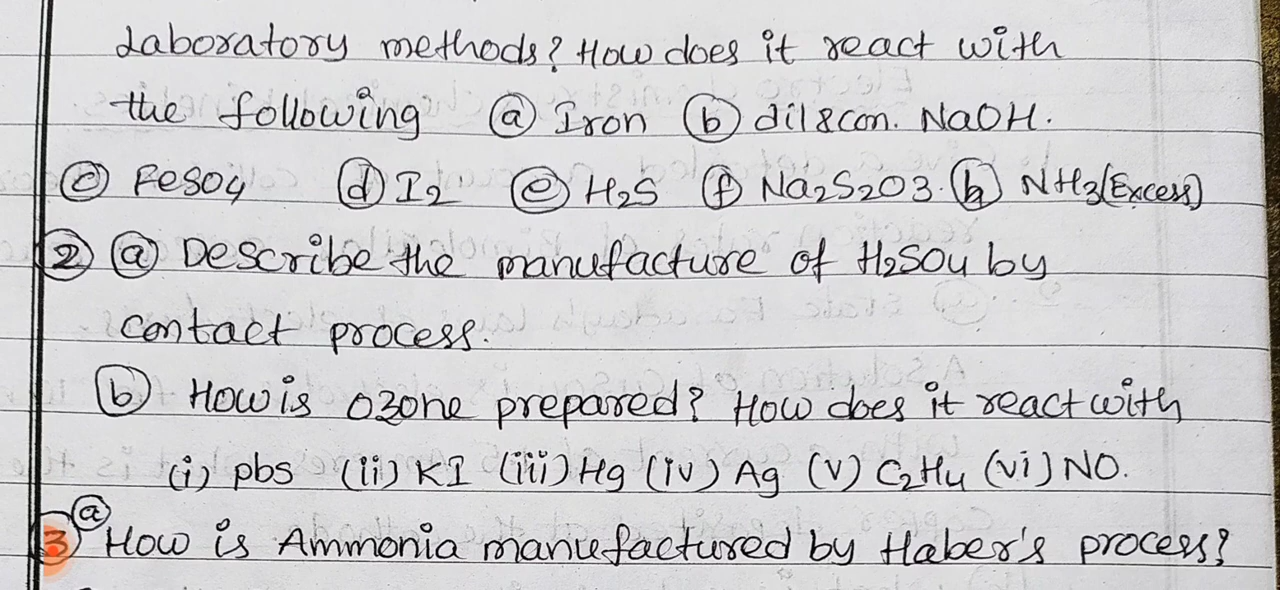 Laboratory methods? How does it react with
the following ⓐ Iron ⓑ dil & con. NaOH.
ⓒ FeSO4 ⓓ I2 ⓔ H2S ⓕ Na2S2O3. ⓗ NH3(Excess)
② ⓐ Describe the manufacture of H2SO4 by
contact process.
ⓑ How is ozone prepared? How does it react with
(i) pbs (ii) KI (iii) Hg (iv) Ag (v) C2H4 (vi) NO.
③ ⓐ How is Ammonia manufactured by Haber's process?